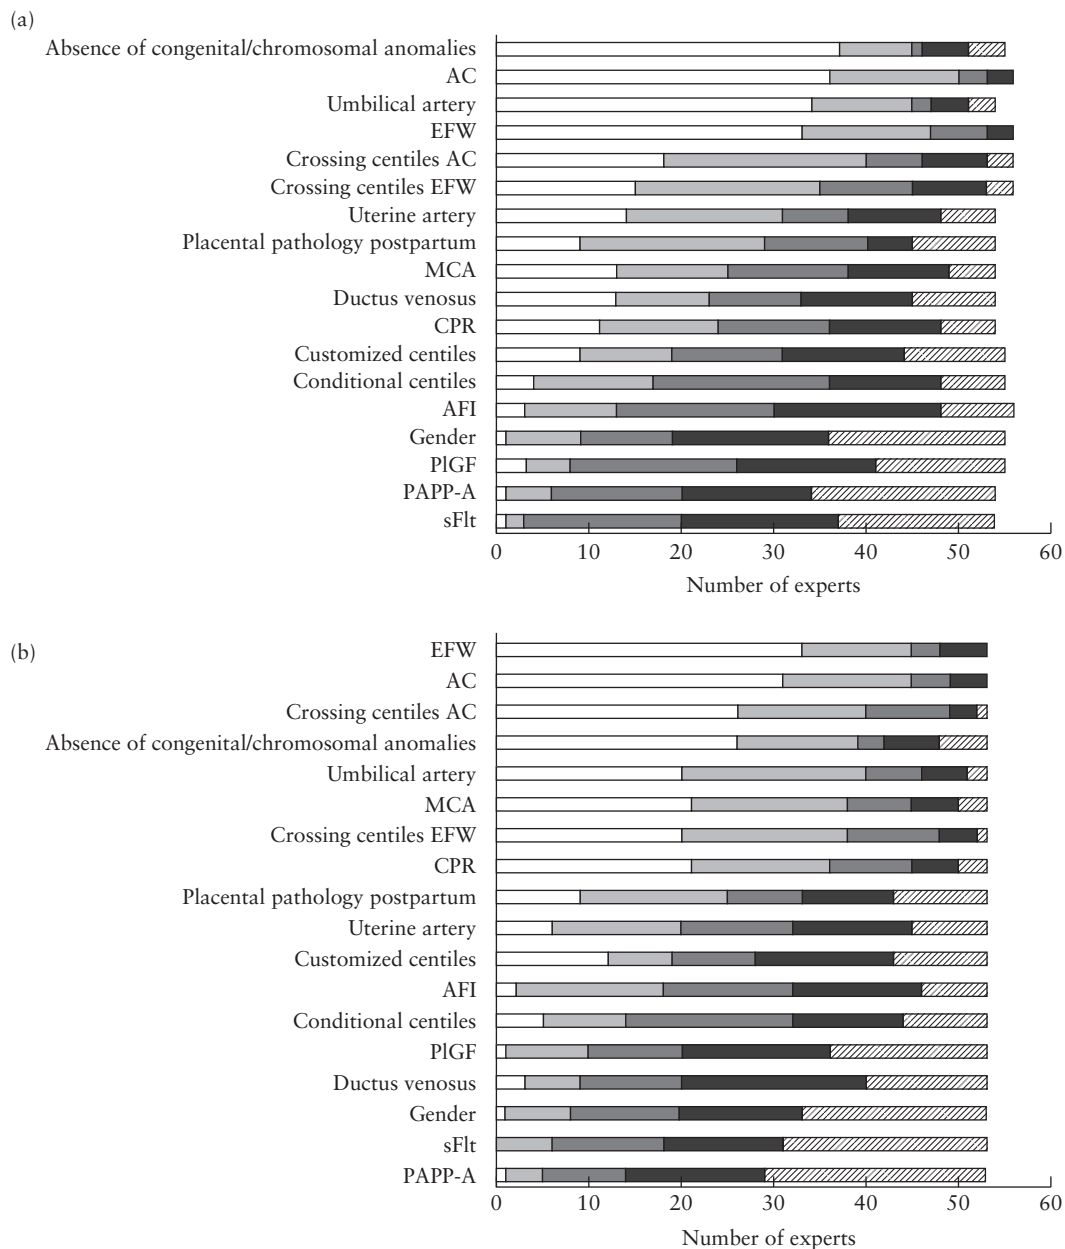 (a)
Absence of congenital/chromosomal anomalies
AC
Umbilical artery
EFW
Crossing centiles AC
Crossing centiles EFW
Uterine artery
Placental pathology postpartum
MCA
Ductus venosus
CPR
Customized centiles
Conditional centiles
AFI
Gender
PlGF
PAPP-A
sFlt
0 10 20 30 40 50 60
Number of experts
(b)
EFW
AC
Crossing centiles AC
Absence of congenital/chromosomal anomalies
Umbilical artery
MCA
Crossing centiles EFW
CPR
Placental pathology postpartum
Uterine artery
Customized centiles
AFI
Conditional centiles
PlGF
Ductus venosus
Gender
sFlt
PAPP-A
0 10 20 30 40 50 60
Number of experts